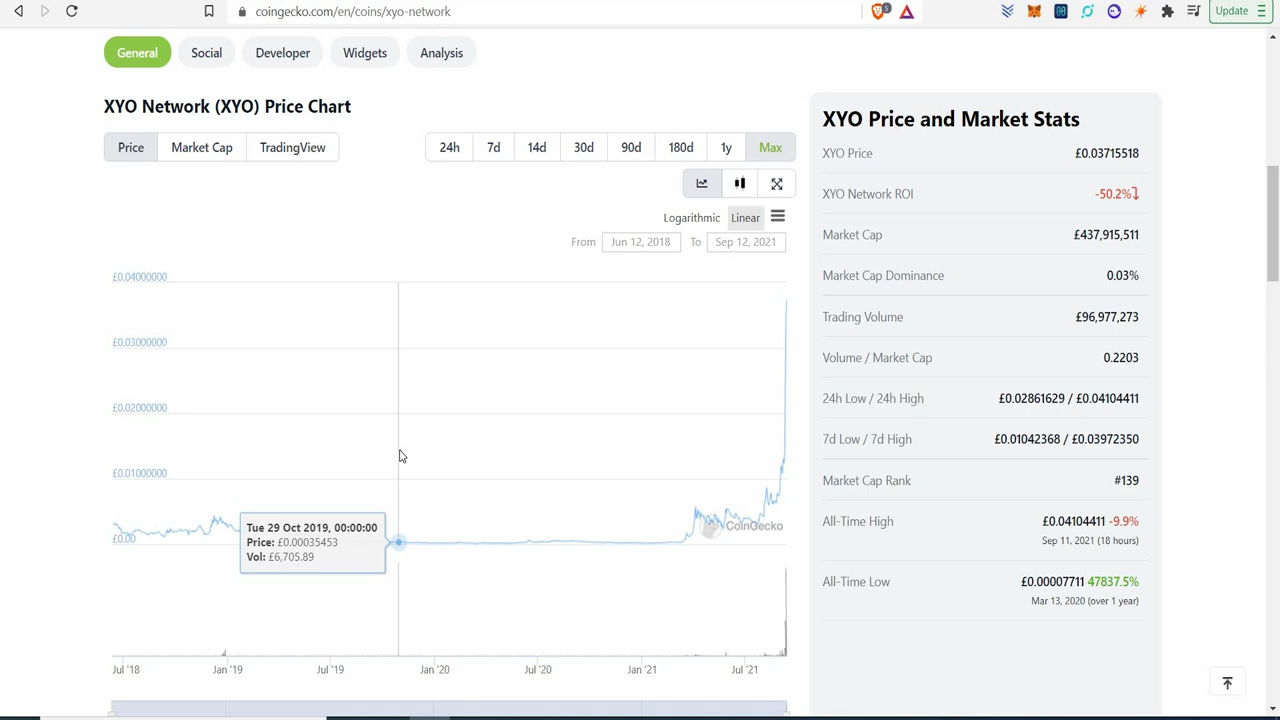 coingecko.com/en/coins/xyo-network
5
Update
General Social Developer Widgets Analysis
XYO Network (XYO) Price Chart
Price Market Cap TradingView
24h 7d 14d 30d 90d 180d 1y Max
Logarithmic Linear
From Jun 12, 2018 To Sep 12, 2021
£0.04000000
£0.03000000
£0.02000000
£0.01000000
£0.00
Tue 29 Oct 2019, 00:00:00
Price: £0.00035453
Vol: £6,705.89
CoinGecko
Jul '18 Jan '19 Jul '19 Jan '20 Jul '20 Jan '21 Jul '21
XYO Price and Market Stats
XYO Price £0.03715518
XYO Network ROI -50.2%
Market Cap £437,915,511
Market Cap Dominance 0.03%
Trading Volume £96,977,273
Volume / Market Cap 0.2203
24h Low / 24h High £0.02861629 / £0.04104411
7d Low / 7d High £0.01042368 / £0.03972350
Market Cap Rank #139
All-Time High £0.04104411 -9.9%
Sep 11, 2021 (18 hours)
All-Time Low £0.00007711 47837.5%
Mar 13, 2020 (over 1 year)